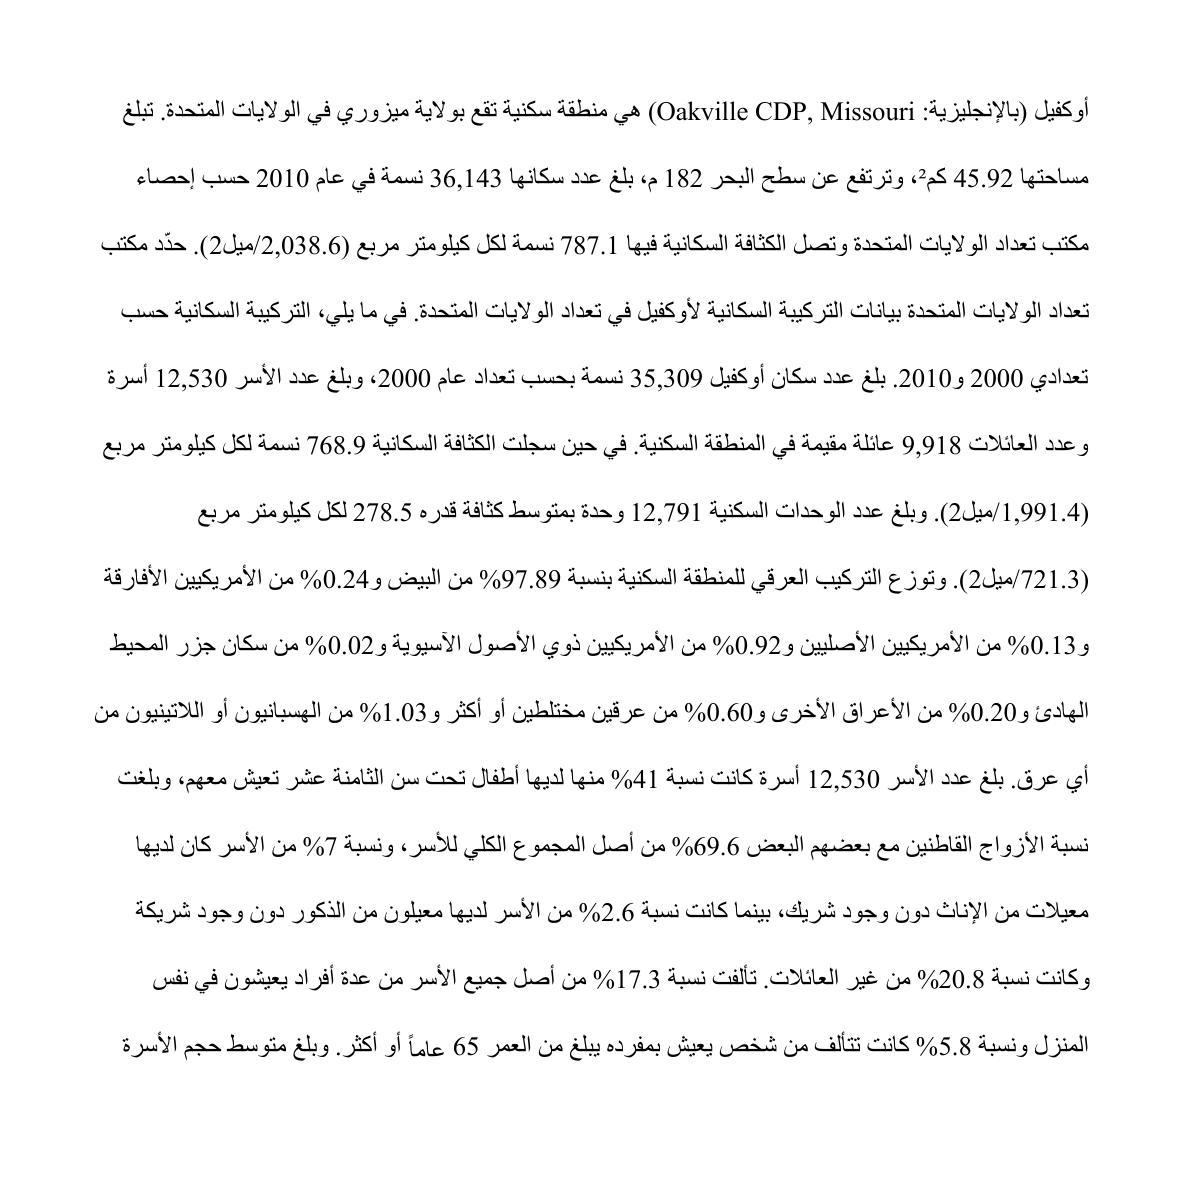 أوكفيل (بالإنجليزية: Oakville CDP, Missouri) هي منطقة سكنية تقع بولاية ميزوري في الولايات المتحدة. تبلغ
مساحتها 45.92 كم²، وترتفع عن سطح البحر 182 م، بلغ عدد سكانها 36,143 نسمة في عام 2010 حسب إحصاء
مكتب تعداد الولايات المتحدة وتصل الكثافة السكانية فيها 787.1 نسمة لكل كيلومتر مربع (2,038.6/ميل2). حدّد مكتب
تعداد الولايات المتحدة بيانات التركيبة السكانية لأوكفيل في تعداد الولايات المتحدة. في ما يلي، التركيبة السكانية حسب
تعدادي 2000 و2010. بلغ عدد سكان أوكفيل 35,309 نسمة بحسب تعداد عام 2000، وبلغ عدد الأسر 12,530 أسرة
وعدد العائلات 9,918 عائلة مقيمة في المنطقة السكنية. في حين سجلت الكثافة السكانية 768.9 نسمة لكل كيلومتر مربع
(1,991.4/ميل2). وبلغ عدد الوحدات السكنية 12,791 وحدة بمتوسط كثافة قدره 278.5 لكل كيلومتر مربع
(721.3/ميل2). وتوزع التركيب العرقي للمنطقة السكنية بنسبة 97.89% من البيض و0.24% من الأمريكيين الأفارقة
و0.13% من الأمريكيين الأصليين و0.92% من الأمريكيين ذوي الأصول الآسيوية و0.02% من سكان جزر المحيط
الهادئ و0.20% من الأعراق الأخرى و0.60% من عرقين مختلطين أو أكثر و1.03% من الهسبانيون أو اللاتينيون من
أي عرق. بلغ عدد الأسر 12,530 أسرة كانت نسبة 41% منها لديها أطفال تحت سن الثامنة عشر تعيش معهم، وبلغت
نسبة الأزواج القاطنين مع بعضهم البعض 69.6% من أصل المجموع الكلي للأسر، ونسبة 7% من الأسر كان لديها
معيلات من الإناث دون وجود شريك، بينما كانت نسبة 2.6% من الأسر لديها معيلون من الذكور دون وجود شريكة
وكانت نسبة 20.8% من غير العائلات. تألفت نسبة 17.3% من أصل جميع الأسر من عدة أفراد يعيشون في نفس
المنزل ونسبة 5.8% كانت تتألف من شخص يعيش بمفرده يبلغ من العمر 65 عاماً أو أكثر. وبلغ متوسط حجم الأسرة